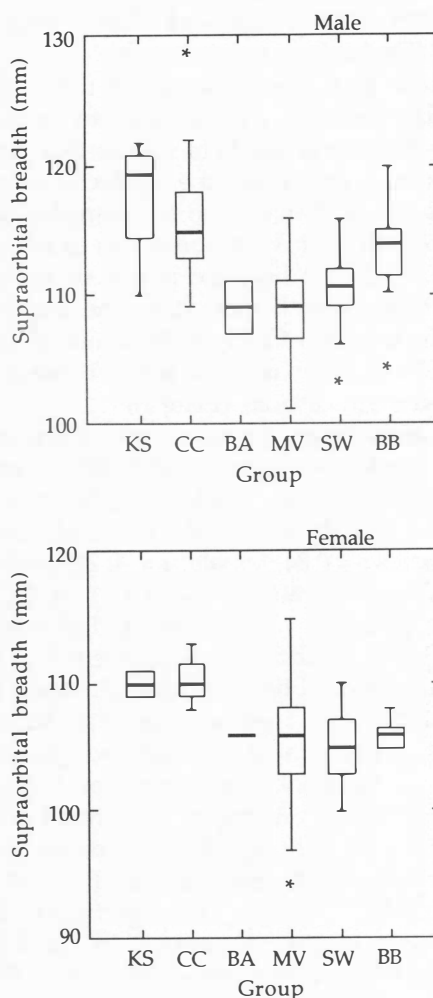 Male
130
120
110
100
Supraorbital breadth (mm)
*
*
*
KS CC BA MV SW BB
Group
Female
120
110
100
90
Supraorbital breadth (mm)
*
KS CC BA MV SW BB
Group